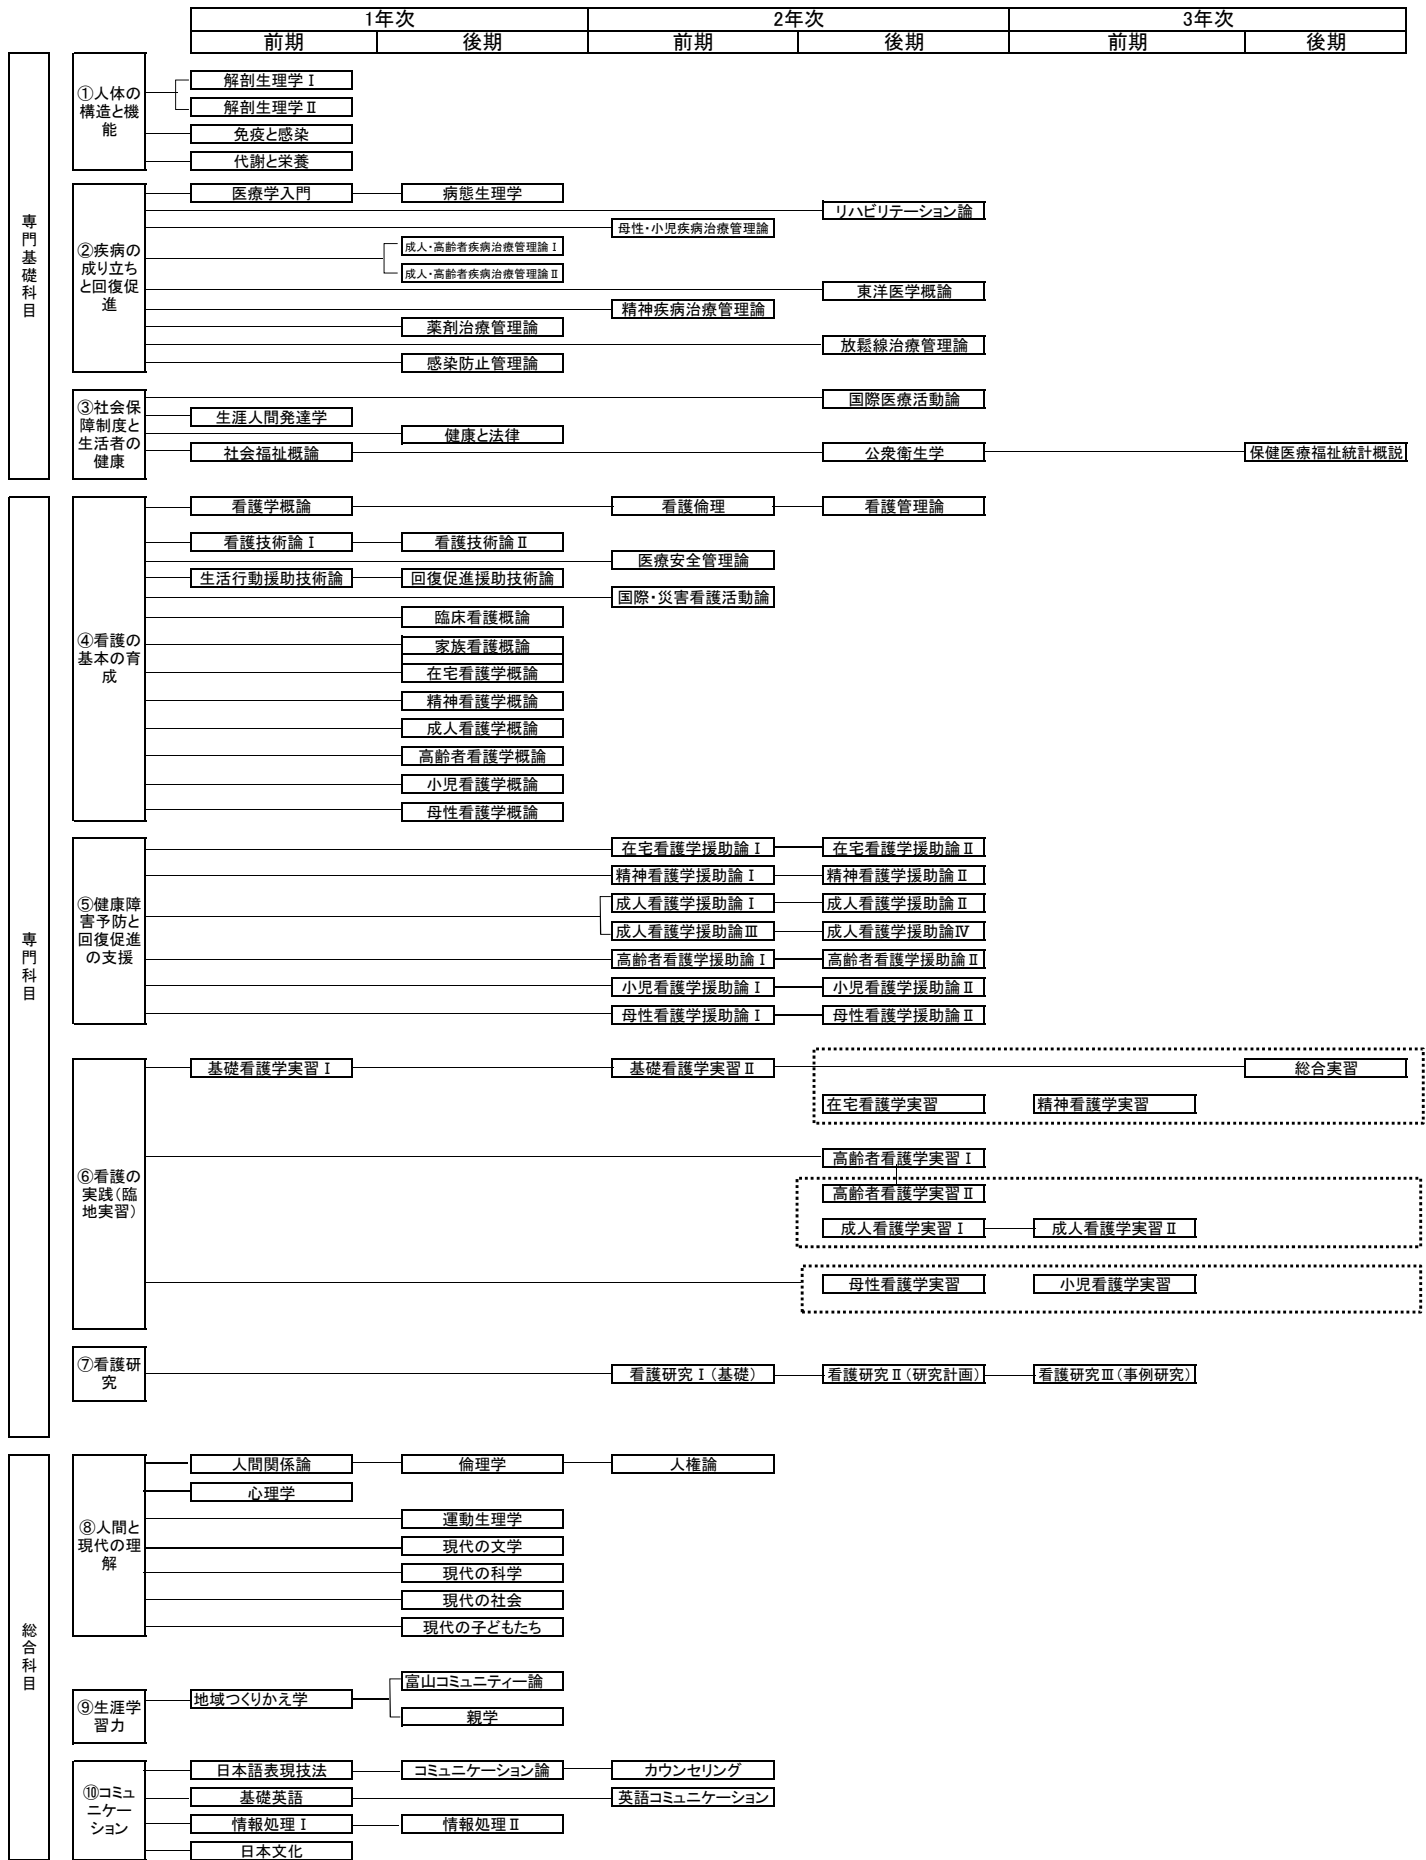 1年次 2年次 3年次
前期 後期 前期 後期 前期 後期
専門基礎科目
①人体の
構造と機
能
解剖生理学Ⅰ
解剖生理学Ⅱ
免疫と感染
代謝と栄養
②疾病の
成り立ち
と回復促
進
医療学入門 病態生理学
リハビリテーション論
母性・小児疾病治療管理論
成人・高齢者疾病治療管理論Ⅰ
成人・高齢者疾病治療管理論Ⅱ
東洋医学概論
精神疾病治療管理論
薬剤治療管理論
放鬆線治療管理論
感染防止管理論
③社会保
障制度と
生活者の
健康
国際医療活動論
生涯人間発達学
健康と法律
社会福祉概論 公衆衛生学 保健医療福祉統計概説
専門科目
④看護の
基本の育
成
看護学概論 看護倫理 看護管理論
看護技術論Ⅰ 看護技術論Ⅱ
医療安全管理論
生活行動援助技術論 回復促進援助技術論
国際・災害看護活動論
臨床看護概論
家族看護概論
在宅看護学概論
精神看護学概論
成人看護学概論
高齢者看護学概論
小児看護学概論
母性看護学概論
⑤健康障
害予防と
回復促進
の支援
在宅看護学援助論Ⅰ 在宅看護学援助論Ⅱ
精神看護学援助論Ⅰ 精神看護学援助論Ⅱ
成人看護学援助論Ⅰ 成人看護学援助論Ⅱ
成人看護学援助論Ⅲ 成人看護学援助論Ⅳ
高齢者看護学援助論Ⅰ 高齢者看護学援助論Ⅱ
小児看護学援助論Ⅰ 小児看護学援助論Ⅱ
母性看護学援助論Ⅰ 母性看護学援助論Ⅱ
⑥看護の
実践(臨
地実習)
基礎看護学実習Ⅰ 基礎看護学実習Ⅱ 総合実習
在宅看護学実習 精神看護学実習
高齢者看護学実習Ⅰ
高齢者看護学実習Ⅱ
成人看護学実習Ⅰ 成人看護学実習Ⅱ
母性看護学実習 小児看護学実習
⑦看護研
究
看護研究Ⅰ(基礎) 看護研究Ⅱ(研究計画) 看護研究Ⅲ(事例研究)
総合科目
⑧人間と
現代の理
解
人間関係論 倫理学 人権論
心理学
運動生理学
現代の文学
現代の科学
現代の社会
現代の子どもたち
⑨生涯学
習力
富山コミュニティー論
地域つくりかえ学
親学
⑩コミュ
ニケー
ション
日本語表現技法 コミュニケーション論 カウンセリング
基礎英語 英語コミュニケーション
情報処理Ⅰ 情報処理Ⅱ
日本文化